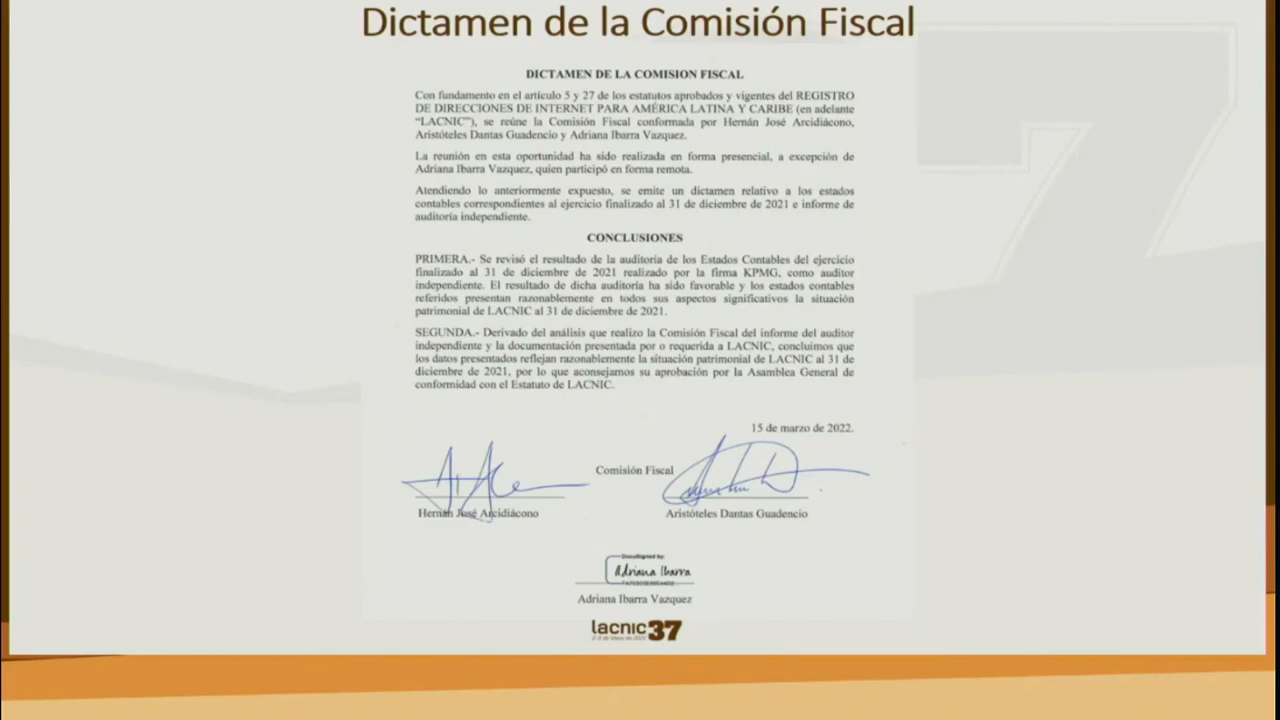 Dictamen de la Comisión Fiscal
DICTAMEN DE LA COMISION FISCAL
Con fundamento en el artículo 5 y 27 de los estatutos aprobados y vigentes del REGISTRO
DE DIRECCIONES DE INTERNET PARA AMÉRICA LATINA Y CARIBE (en adelante
“LACNIC”), se reúne la Comisión Fiscal conformada por Hernán José Arcidiácono,
Aristóteles Dantas Guadencio y Adriana Ibarra Vazquez.
La reunión en esta oportunidad ha sido realizada en forma presencial, a excepción de
Adriana Ibarra Vazquez, quien participó en forma remota.
Atendiendo lo anteriormente expuesto, se emite un dictamen relativo a los estados
contables correspondientes al ejercicio finalizado al 31 de diciembre de 2021 e informe de
auditoría independiente.
CONCLUSIONES
PRIMERA.- Se revisó el resultado de la auditoría de los Estados Contables del ejercicio
finalizado al 31 de diciembre de 2021 realizado por la firma KPMG, como auditor
independiente. El resultado de dicha auditoría ha sido favorable y los estados contables
referidos presentan razonablemente en todos sus aspectos significativos la situación
patrimonial de LACNIC al 31 de diciembre de 2021.
SEGUNDA.- Derivado del análisis que realizo la Comisión Fiscal del informe del auditor
independiente y la documentación presentada por o requerida a LACNIC, concluimos que
los datos presentados reflejan razonablemente la situación patrimonial de LACNIC al 31 de
diciembre de 2021, por lo que aconsejamos su aprobación por la Asamblea General de
conformidad con el Estatuto de LACNIC.
15 de marzo de 2022.
Comisión Fiscal
Hernán José Arcidiácono
Aristóteles Dantas Guadencio
DocuSigned by:
Adriana Ibarra
Adriana Ibarra Vazquez
lacnic 37